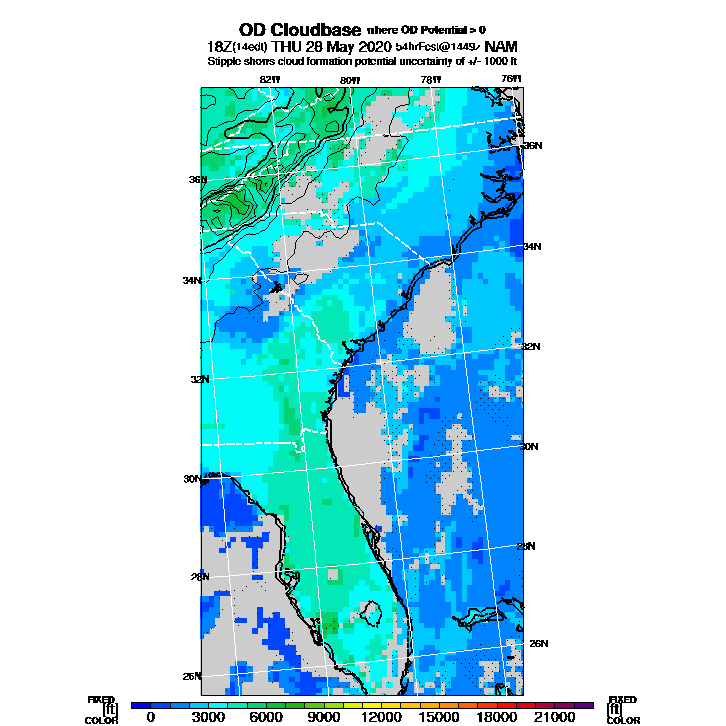 OD Cloudbase where OD Potential > 0
18Z(14edt) THU 28 May 2020 54hrFcst@1449z NAM
Stipple shows cloud formation potential uncertainty of +/- 1000 ft
82W 80W 78W 76W
36N 36N
34N 34N
32N 32N
30N 30N
28N 28N
26N 26N
FIXED FIXED
[ft] [ft]
COLOR 0 3000 6000 9000 12000 15000 18000 21000 COLOR